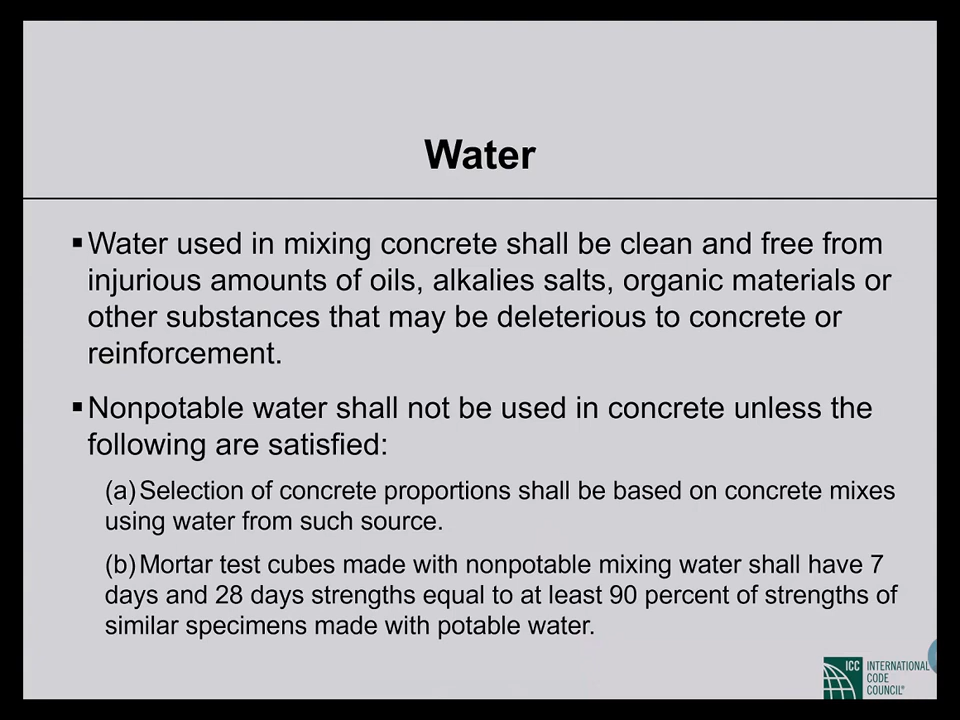 Water
▪Water used in mixing concrete shall be clean and free from
injurious amounts of oils, alkalies salts, organic materials or
other substances that may be deleterious to concrete or
reinforcement.
▪Nonpotable water shall not be used in concrete unless the
following are satisfied:
(a) Selection of concrete proportions shall be based on concrete mixes
using water from such source.
(b) Mortar test cubes made with nonpotable mixing water shall have 7
days and 28 days strengths equal to at least 90 percent of strengths of
similar specimens made with potable water.
ICC
INTERNATIONAL
CODE
COUNCIL®